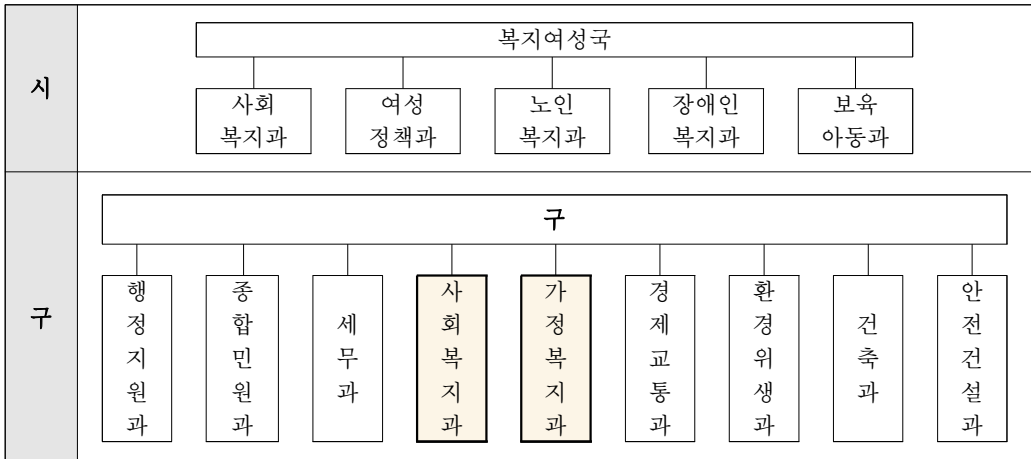 시
복지여성국
사회
복지과
여성
정책과
노인
복지과
장애인
복지과
보육
아동과
구
구
행정지원과
종합민원과
세무과
사회복지과
가정복지과
경제교통과
환경위생과
건축과
안전건설과